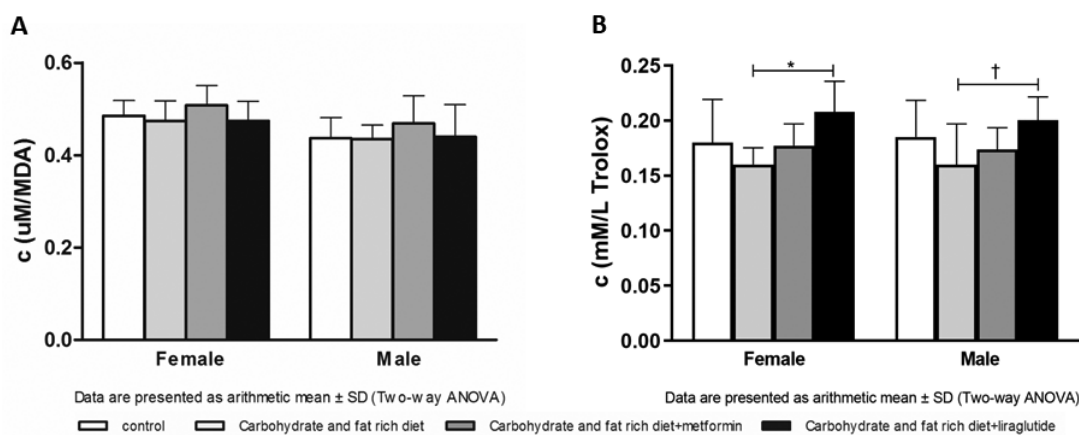 A
B
0.6
0.4
0.2
0.0
c (uM/MDA)
Female
Male
Data are presented as arithmetic mean ± SD (Two-way ANOVA)
0.25
0.20
0.15
0.10
0.05
0.00
c (mM/L Trolox)
*
†
Female
Male
Data are presented as arithmetic mean ± SD (Two-way ANOVA)
control
Carbohydrate and fat rich diet
Carbohydrate and fat rich diet+metformin
Carbohydrate and fat rich diet+liraglutide